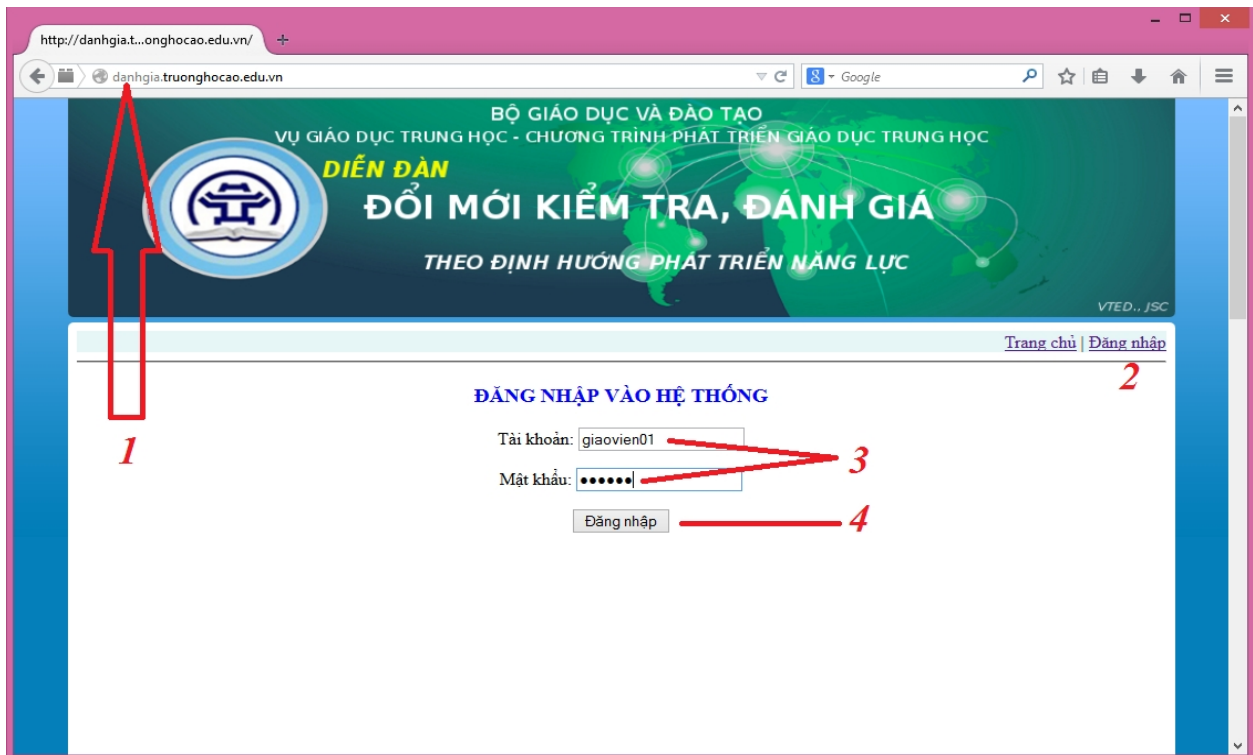 http://danhgia.t...onghocao.edu.vn/
danhgia.truonghocao.edu.vn
Google
BỘ GIÁO DỤC VÀ ĐÀO TẠO
VỤ GIÁO DỤC TRUNG HỌC - CHƯƠNG TRÌNH PHÁT TRIỂN GIÁO DỤC TRUNG HỌC
DIỄN ĐÀN
ĐỔI MỚI KIỂM TRA, ĐÁNH GIÁ
THEO ĐỊNH HƯỚNG PHÁT TRIỂN NĂNG LỰC
VTED., JSC
Trang chủ | Đăng nhập
2
ĐĂNG NHẬP VÀO HỆ THỐNG
Tài khoản: giaovien01
1
3
Mật khẩu: ••••••
Đăng nhập
4